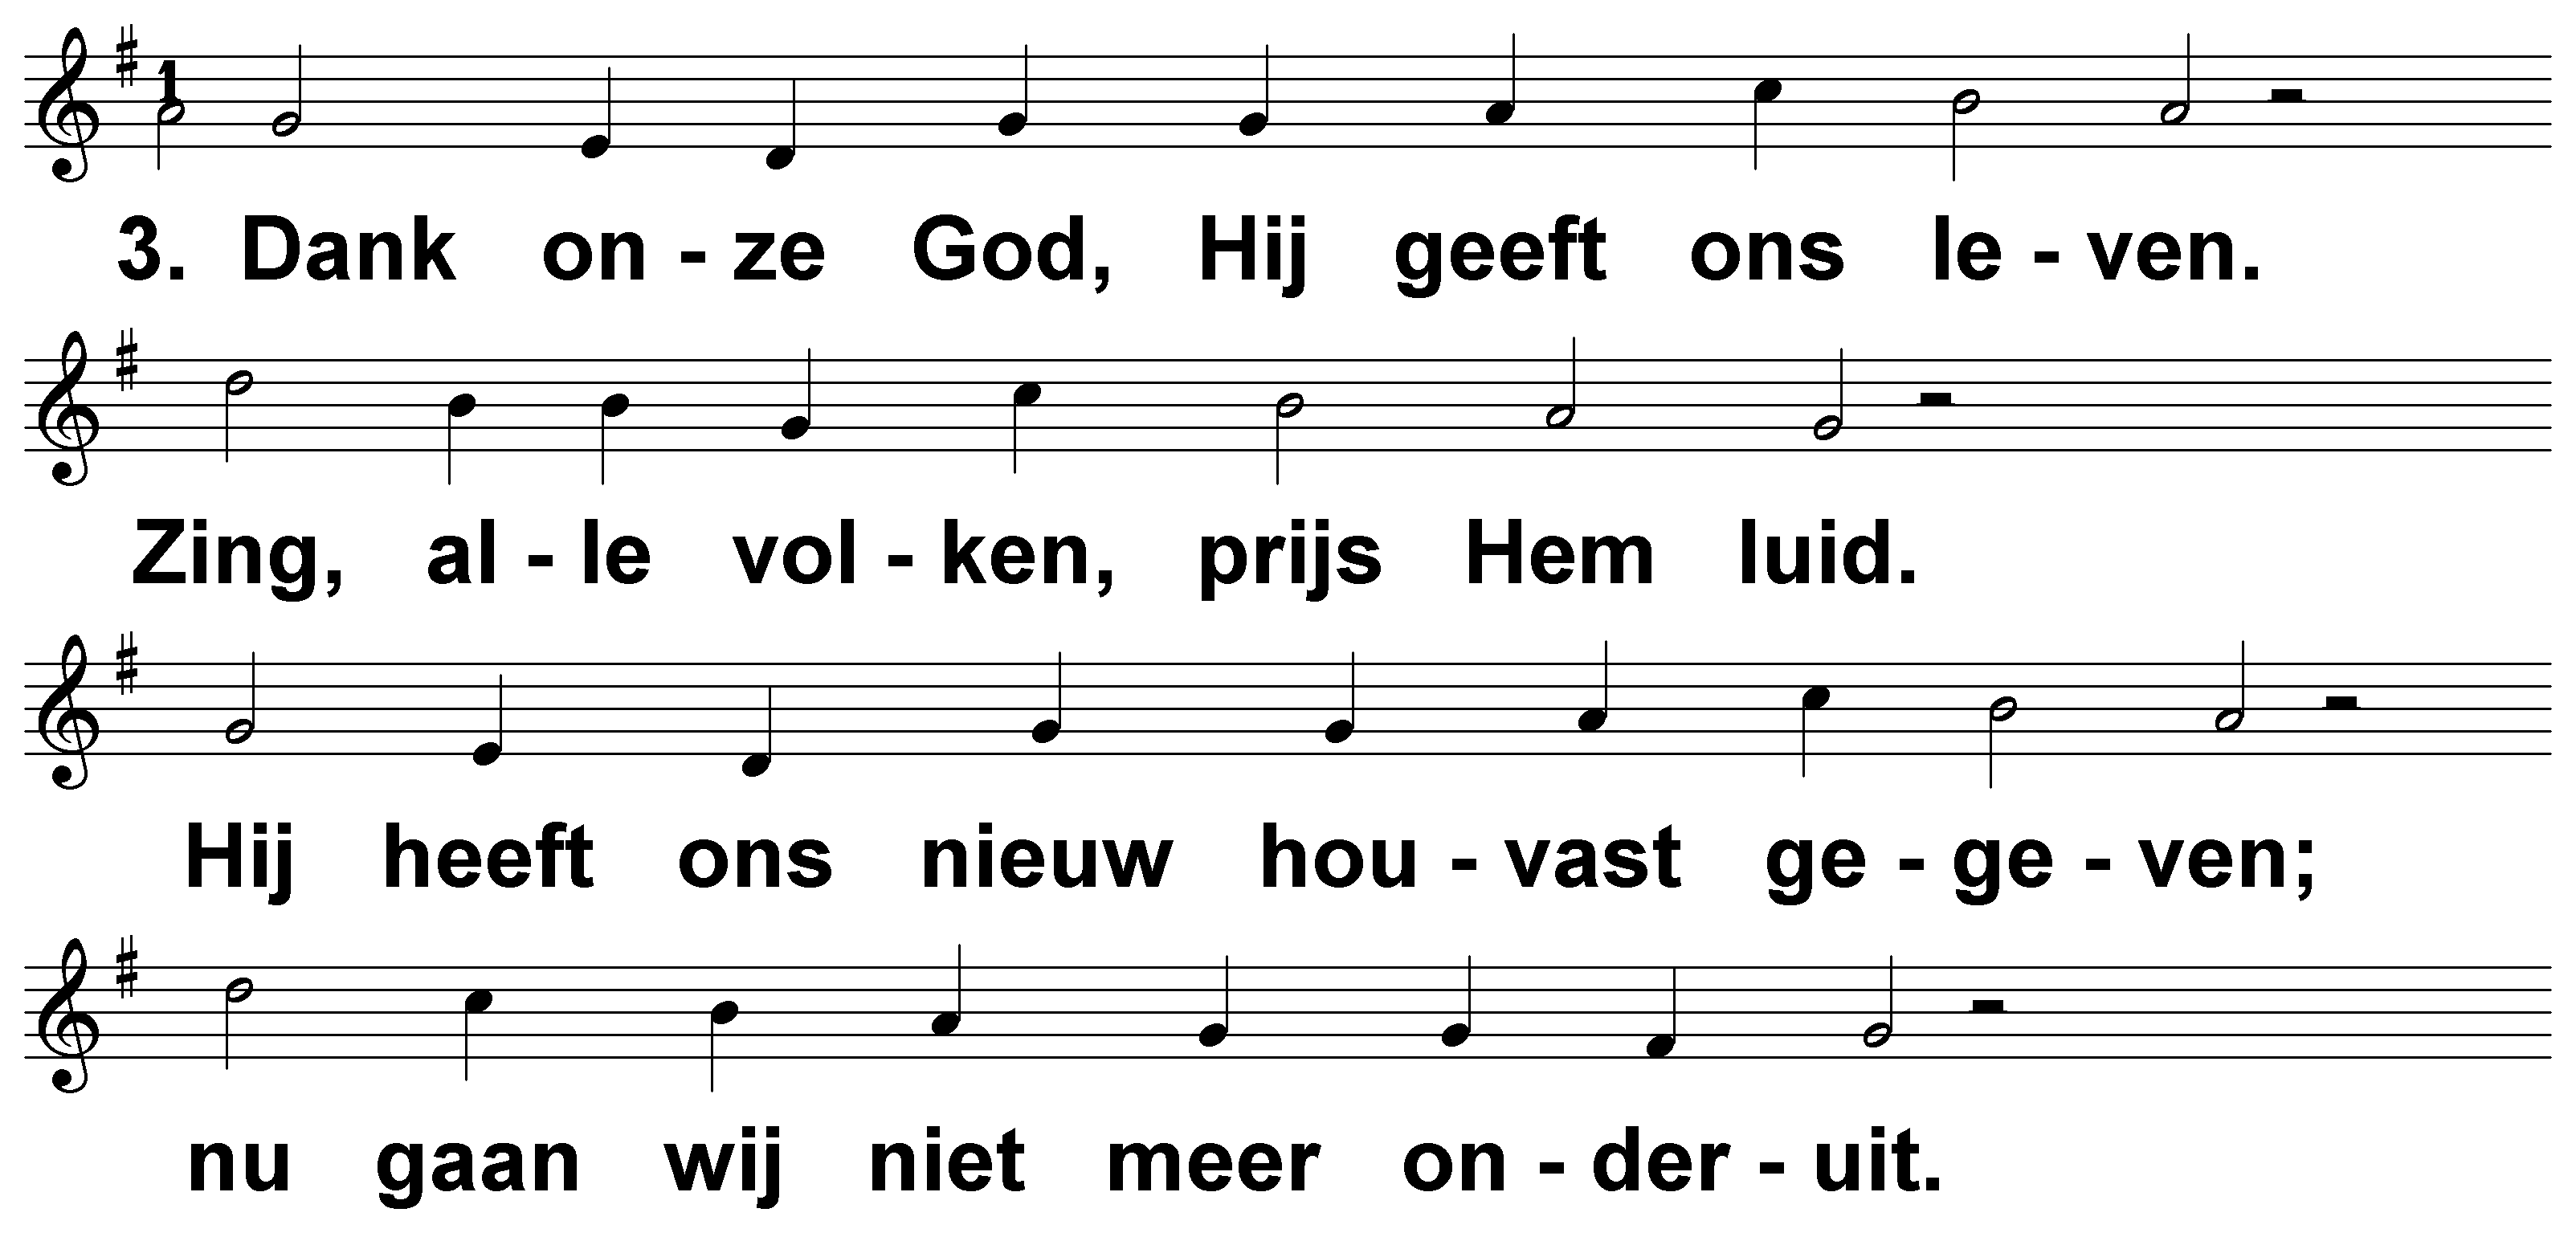 3. Dank on - ze God, Hij geeft ons le - ven.
Zing, al - le vol - ken, prijs Hem luid.
Hij heeft ons nieuw hou - vast ge - ge - ven;
nu gaan wij niet meer on - der - uit.